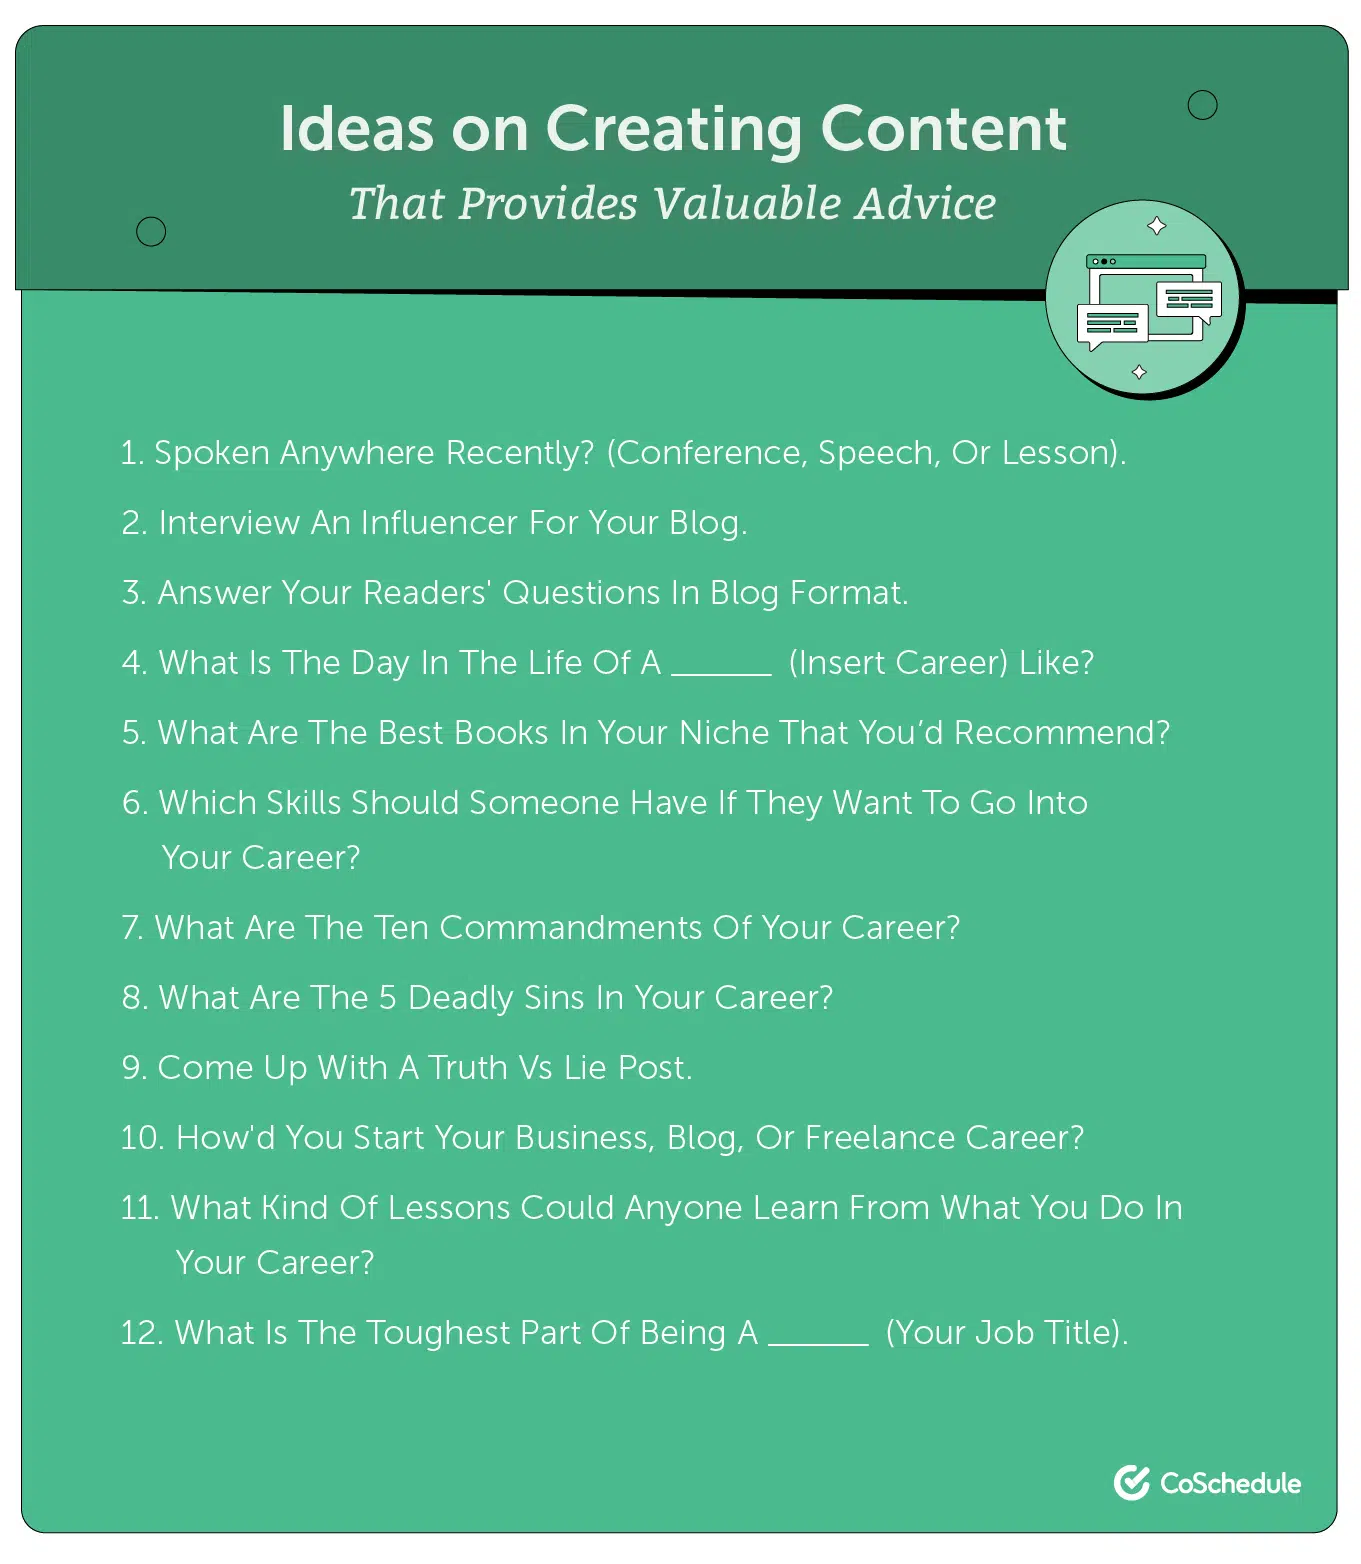 Ideas on Creating Content
That Provides Valuable Advice
1. Spoken Anywhere Recently? (Conference, Speech, Or Lesson).
2. Interview An Influencer For Your Blog.
3. Answer Your Readers' Questions In Blog Format.
4. What Is The Day In The Life Of A ______ (Insert Career) Like?
5. What Are The Best Books In Your Niche That You’d Recommend?
6. Which Skills Should Someone Have If They Want To Go Into
Your Career?
7. What Are The Ten Commandments Of Your Career?
8. What Are The 5 Deadly Sins In Your Career?
9. Come Up With A Truth Vs Lie Post.
10. How'd You Start Your Business, Blog, Or Freelance Career?
11. What Kind Of Lessons Could Anyone Learn From What You Do In
Your Career?
12. What Is The Toughest Part Of Being A ______ (Your Job Title).
CoSchedule